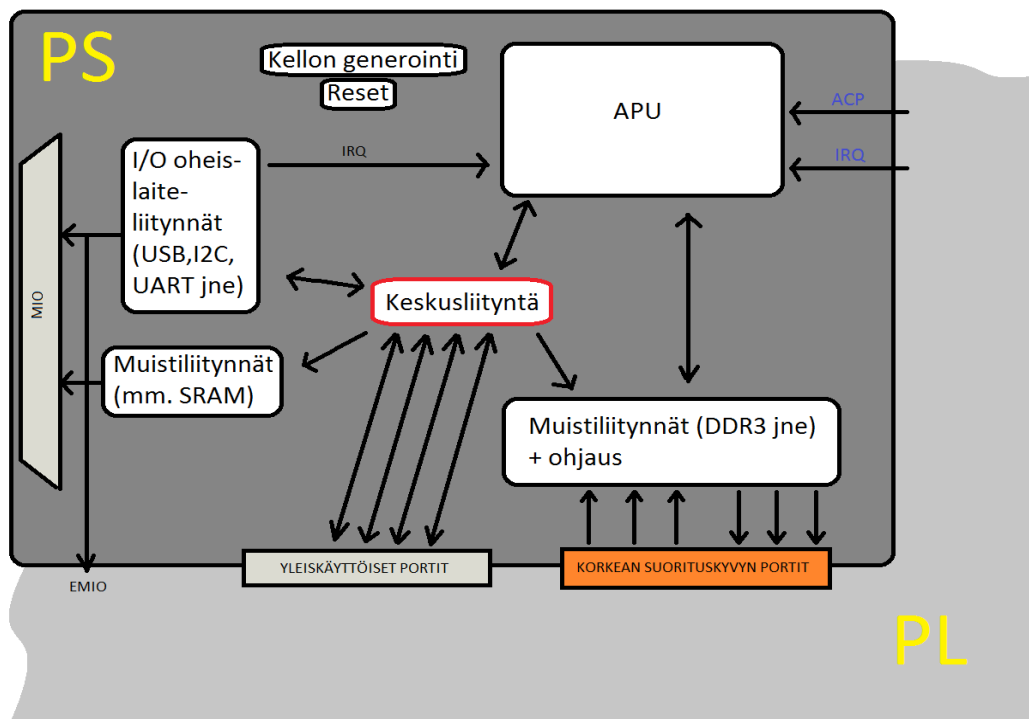 PS
Kellon generointi
Reset
APU
ACP
IRQ
IRQ
I/O oheis-
laite-
liitynnät
(USB,I2C,
UART jne)
MIO
Keskusliityntä
Muistiliitynnät
(mm. SRAM)
Muistiliitynnät (DDR3 jne)
+ ohjaus
YLEISKÄYTTÖISET PORTIT
KORKEAN SUORITUSKYVYN PORTIT
EMIO
PL